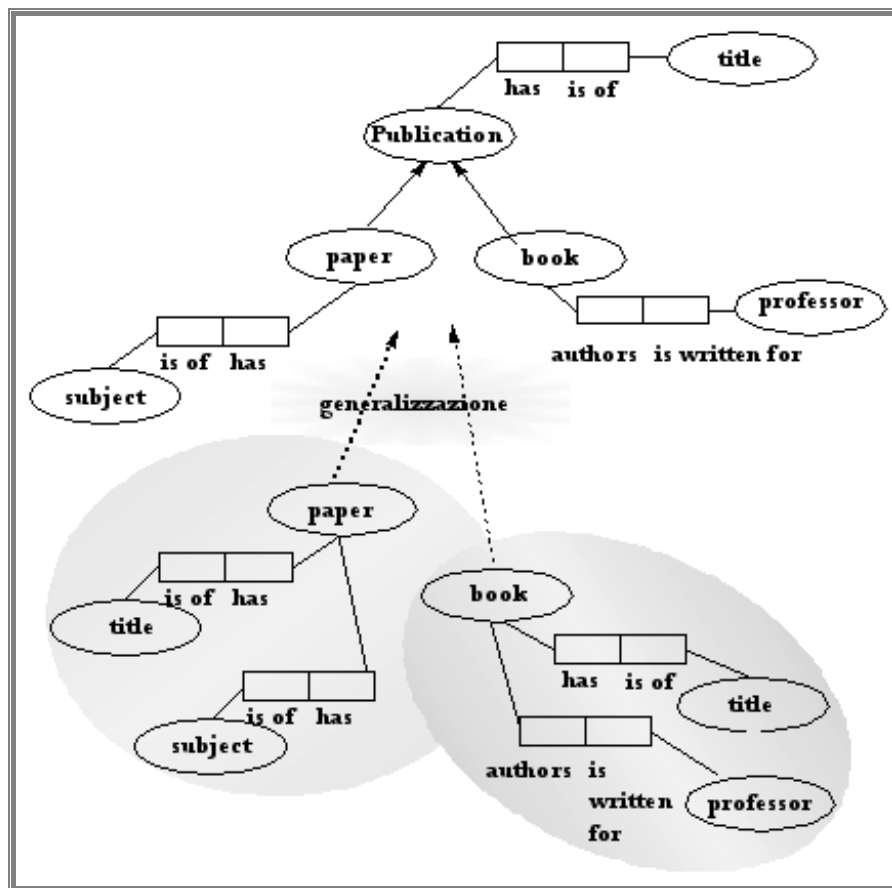 title
has is of
Publication
paper
book
professor
is of has
authors is written for
subject
generalizzazione
paper
is of has
book
title
has is of
is of has
title
subject
authors is
written
for
professor